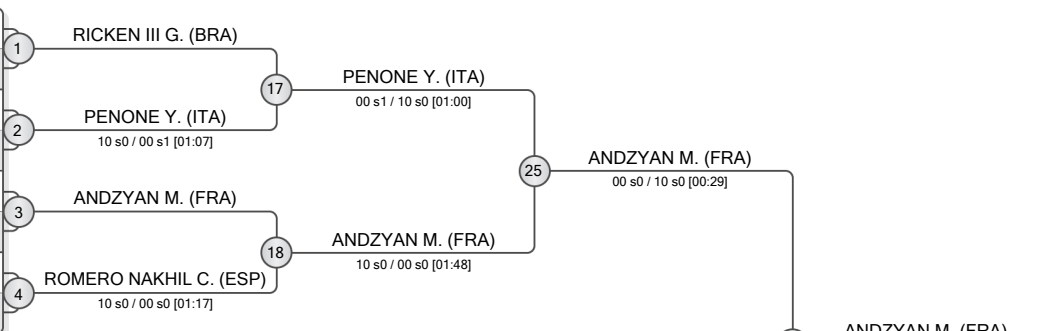 RICKEN III G. (BRA)
1
17
PENONE Y. (ITA)
00 s1 / 10 s0 [01:00]
PENONE Y. (ITA)
2
10 s0 / 00 s1 [01:07]
25
ANDZYAN M. (FRA)
00 s0 / 10 s0 [00:29]
ANDZYAN M. (FRA)
3
18
ANDZYAN M. (FRA)
10 s0 / 00 s0 [01:48]
ROMERO NAKHIL C. (ESP)
4
10 s0 / 00 s0 [01:17]
ANDZYAN M. (FRA)